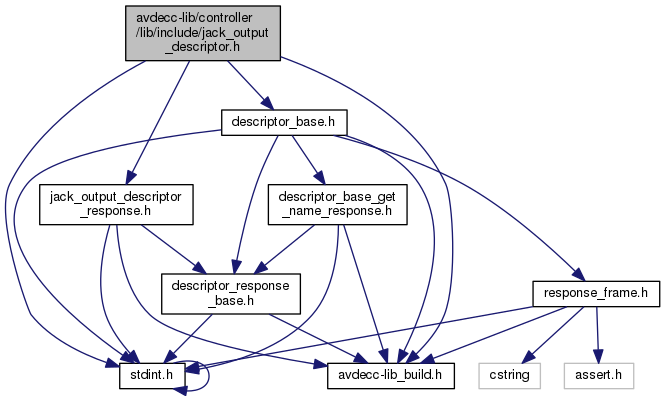 avdecc-lib/controller
/lib/include/jack_output
_descriptor.h
descriptor_base.h
jack_output_descriptor
_response.h
descriptor_base_get
_name_response.h
descriptor_response
_base.h
response_frame.h
stdint.h
avdecc-lib_build.h
cstring
assert.h